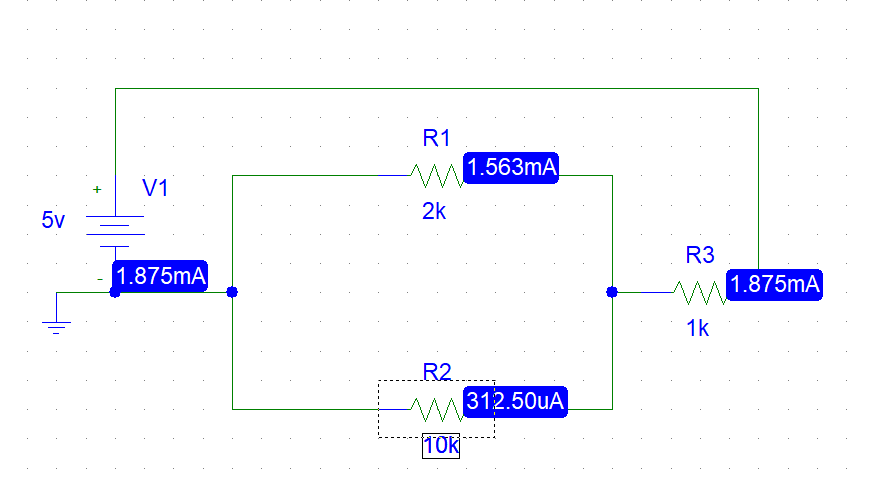 R1
1.563mA
2k
+
V1
5v
-
1.875mA
R3
1.875mA
1k
R2
312.50uA
10k